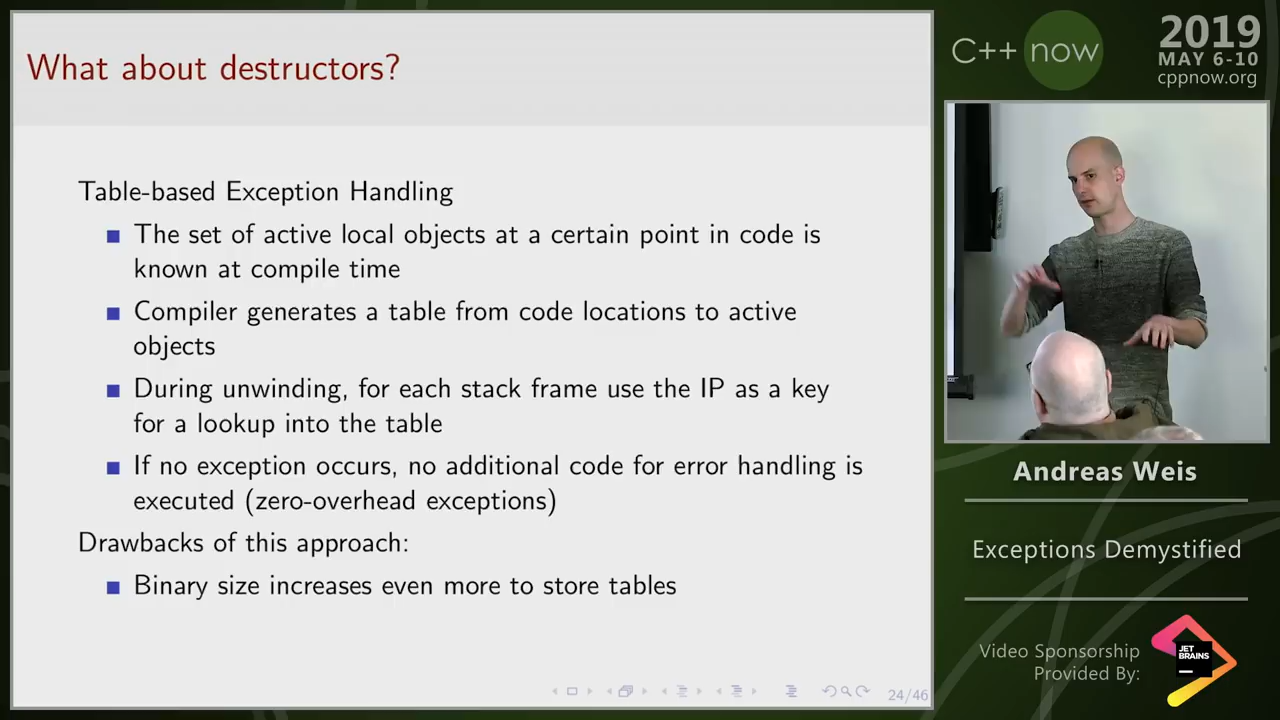 What about destructors?
Table-based Exception Handling
The set of active local objects at a certain point in code is
known at compile time
Compiler generates a table from code locations to active
objects
During unwinding, for each stack frame use the IP as a key
for a lookup into the table
If no exception occurs, no additional code for error handling is
executed (zero-overhead exceptions)
Drawbacks of this approach:
Binary size increases even more to store tables
24/46
C++ now
2019
MAY 6-10
cppnow.org
Andreas Weis
Exceptions Demystified
Video Sponsorship
Provided By:
JET
BRAINS